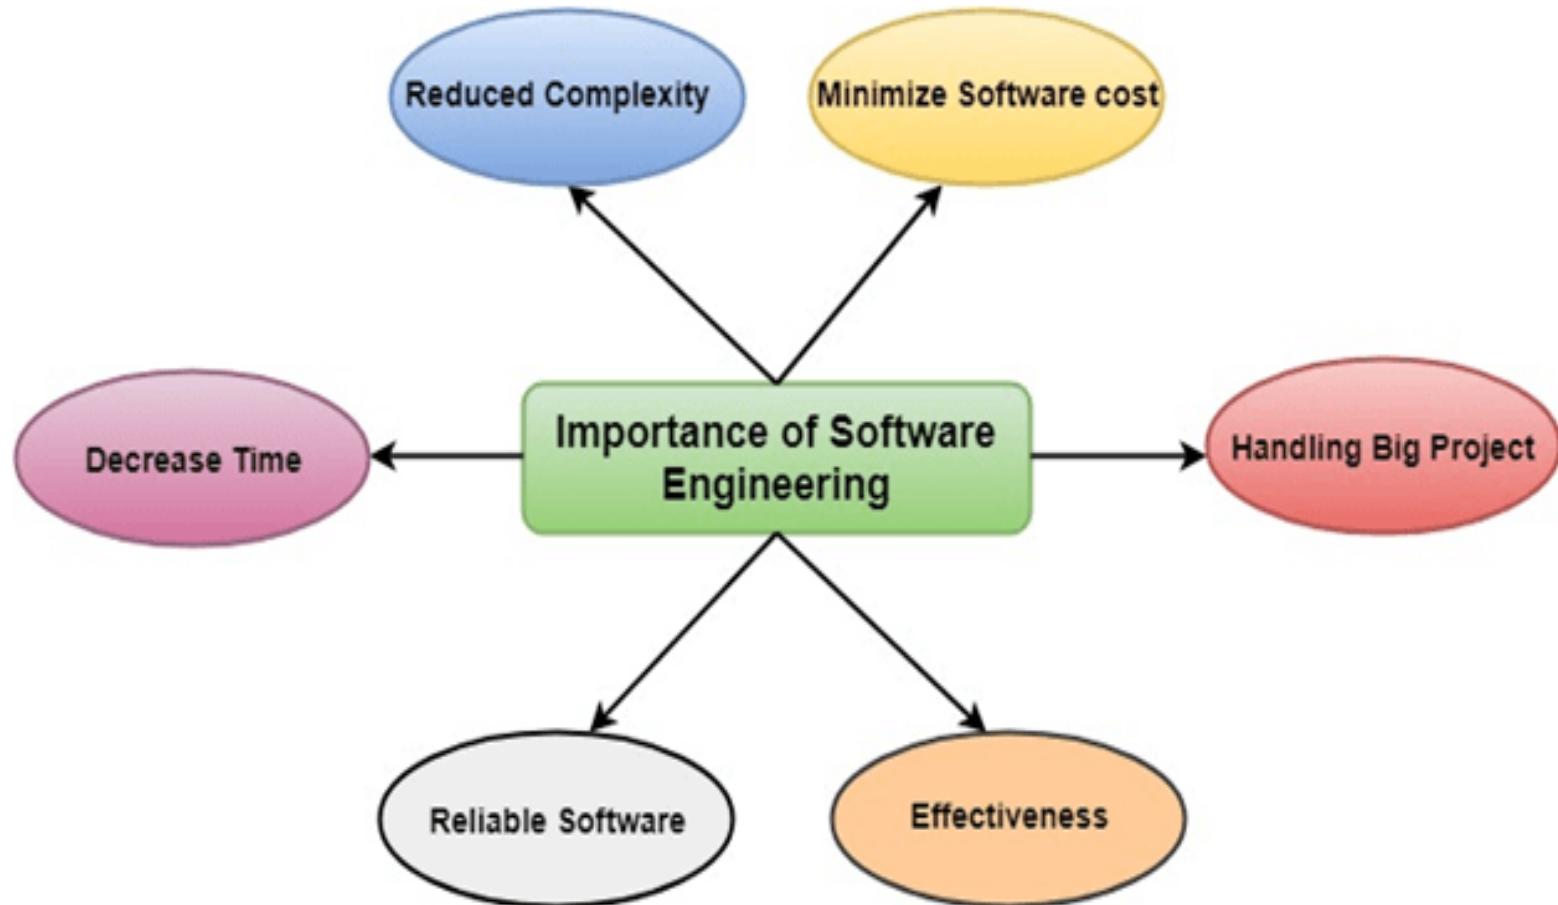 Reduced Complexity
Minimize Software cost
Decrease Time
Importance of Software
Engineering
Handling Big Project
Reliable Software
Effectiveness